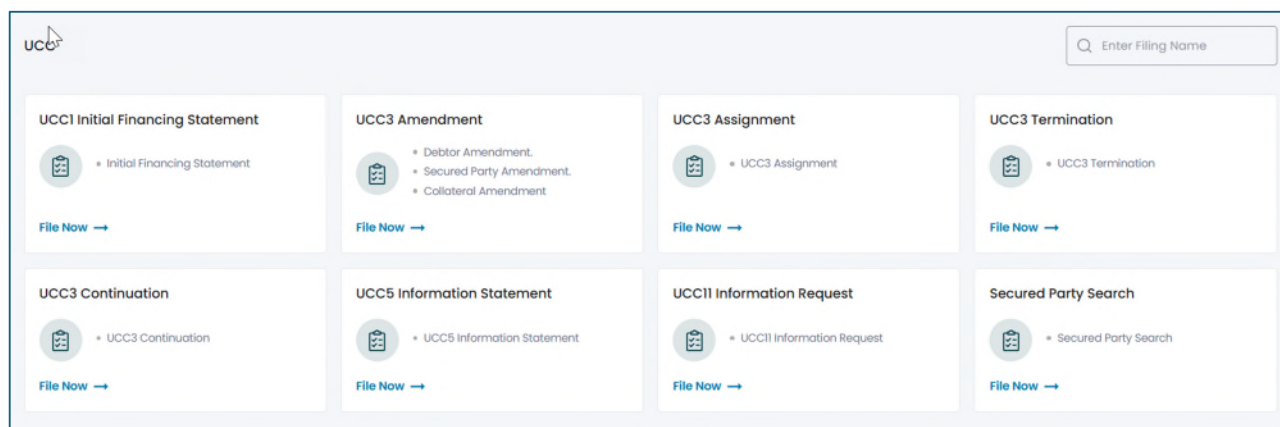 UCC
Enter Filing Name
UCC1 Initial Financing Statement
Initial Financing Statement
File Now →
UCC3 Amendment
Debtor Amendment.
Secured Party Amendment.
Collateral Amendment
File Now →
UCC3 Assignment
UCC3 Assignment
File Now →
UCC3 Termination
UCC3 Termination
File Now →
UCC3 Continuation
UCC3 Continuation
File Now →
UCC5 Information Statement
UCC5 Information Statement
File Now →
UCC11 Information Request
UCC11 Information Request
File Now →
Secured Party Search
Secured Party Search
File Now →